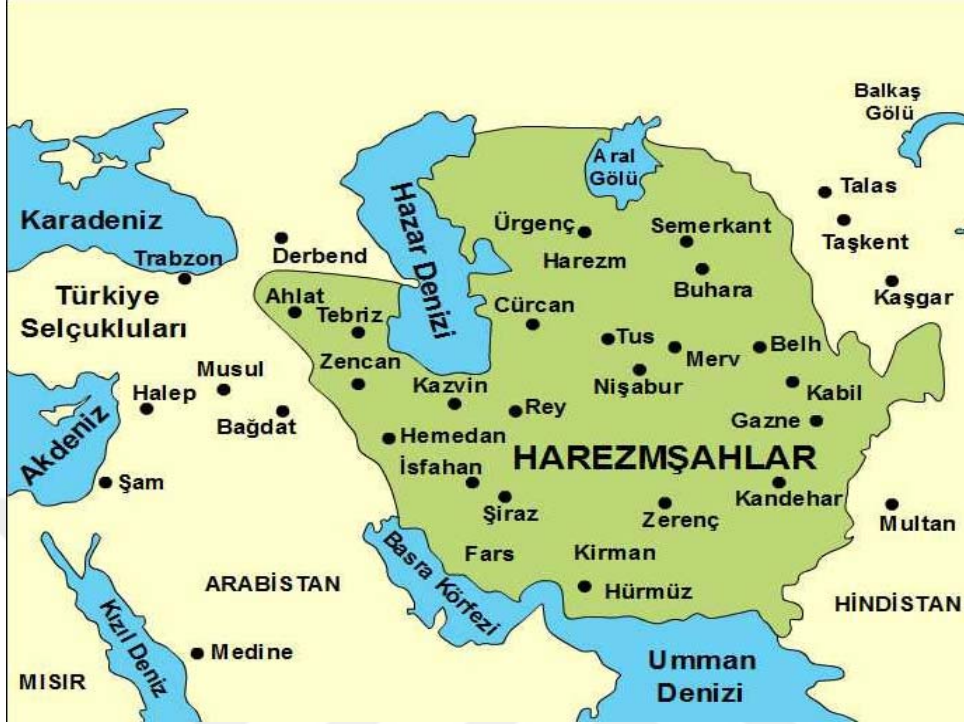 Balkaş
Gölü
Aral
Gölü
Talas
Karadeniz
Hazar Denizi
Ürgenç
Semerkant
Taşkent
Trabzon
Derbend
Harezm
Türkiye
Selçukluları
Ahlat
Buhara
Kaşgar
Tebriz
Cürcan
Zencan
Tus
Merv
Belh
Musul
Halep
Kazvin
Nişabur
Kabil
Bağdat
Rey
Gazne
Akdeniz
Hemedan
HAREZMŞAHLAR
İsfahan
Şam
Şiraz
Kandehar
Zerenç
Multan
Basra Körfezi
Fars
Kirman
ARABİSTAN
Hürmüz
HİNDİSTAN
Kızıl Deniz
Medine
MISIR
Umman
Denizi